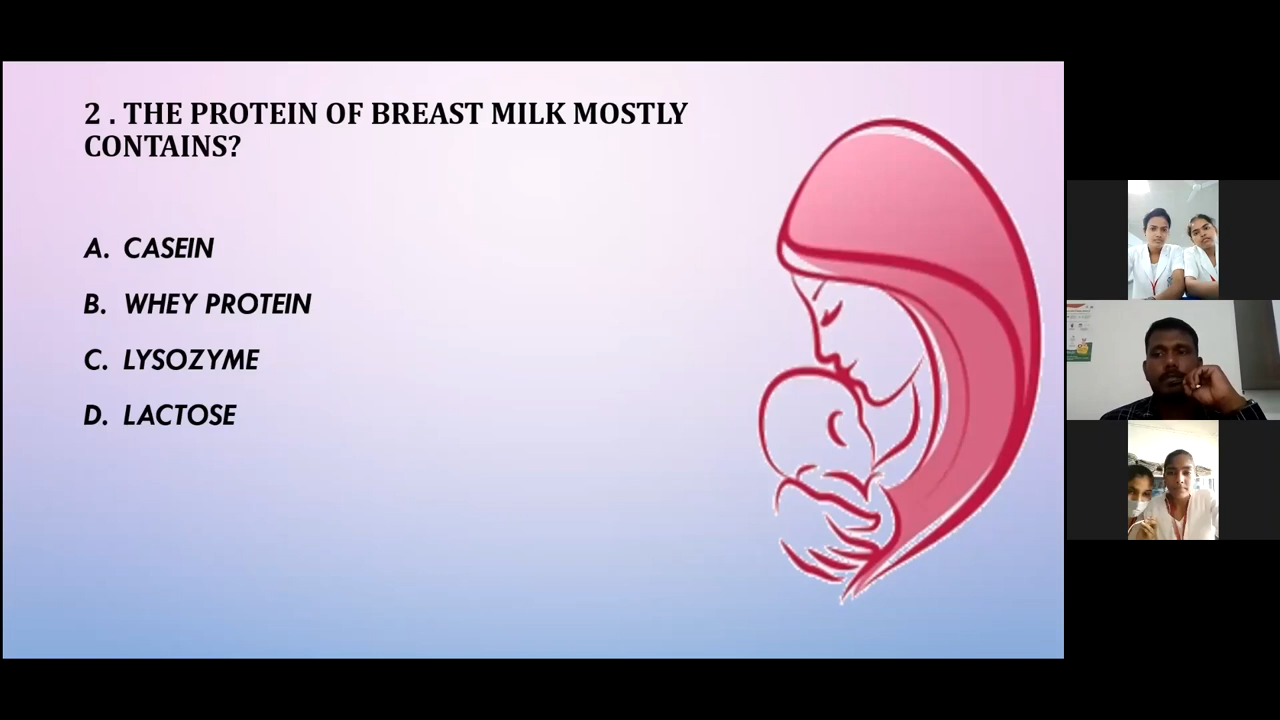 2 . THE PROTEIN OF BREAST MILK MOSTLY
CONTAINS?
A. CASEIN
B. WHEY PROTEIN
C. LYSOZYME
D. LACTOSE